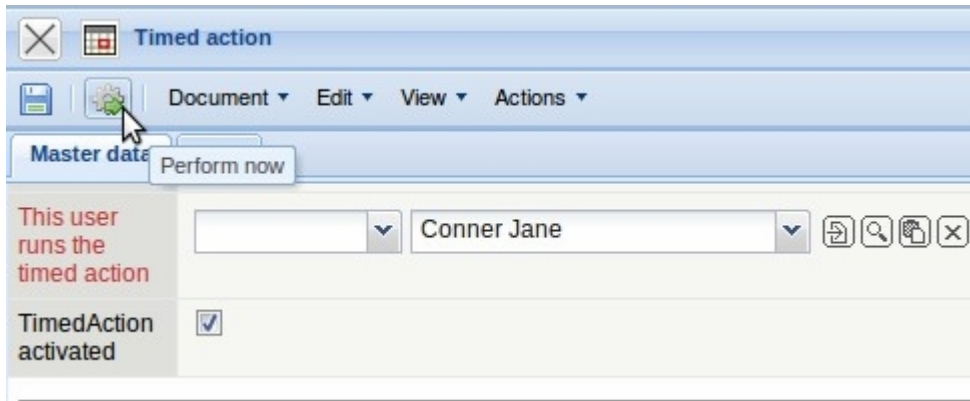 Timed action
Document Edit View Actions
Master data
Perform now
This user
runs the
timed action
Conner Jane
TimedAction
activated